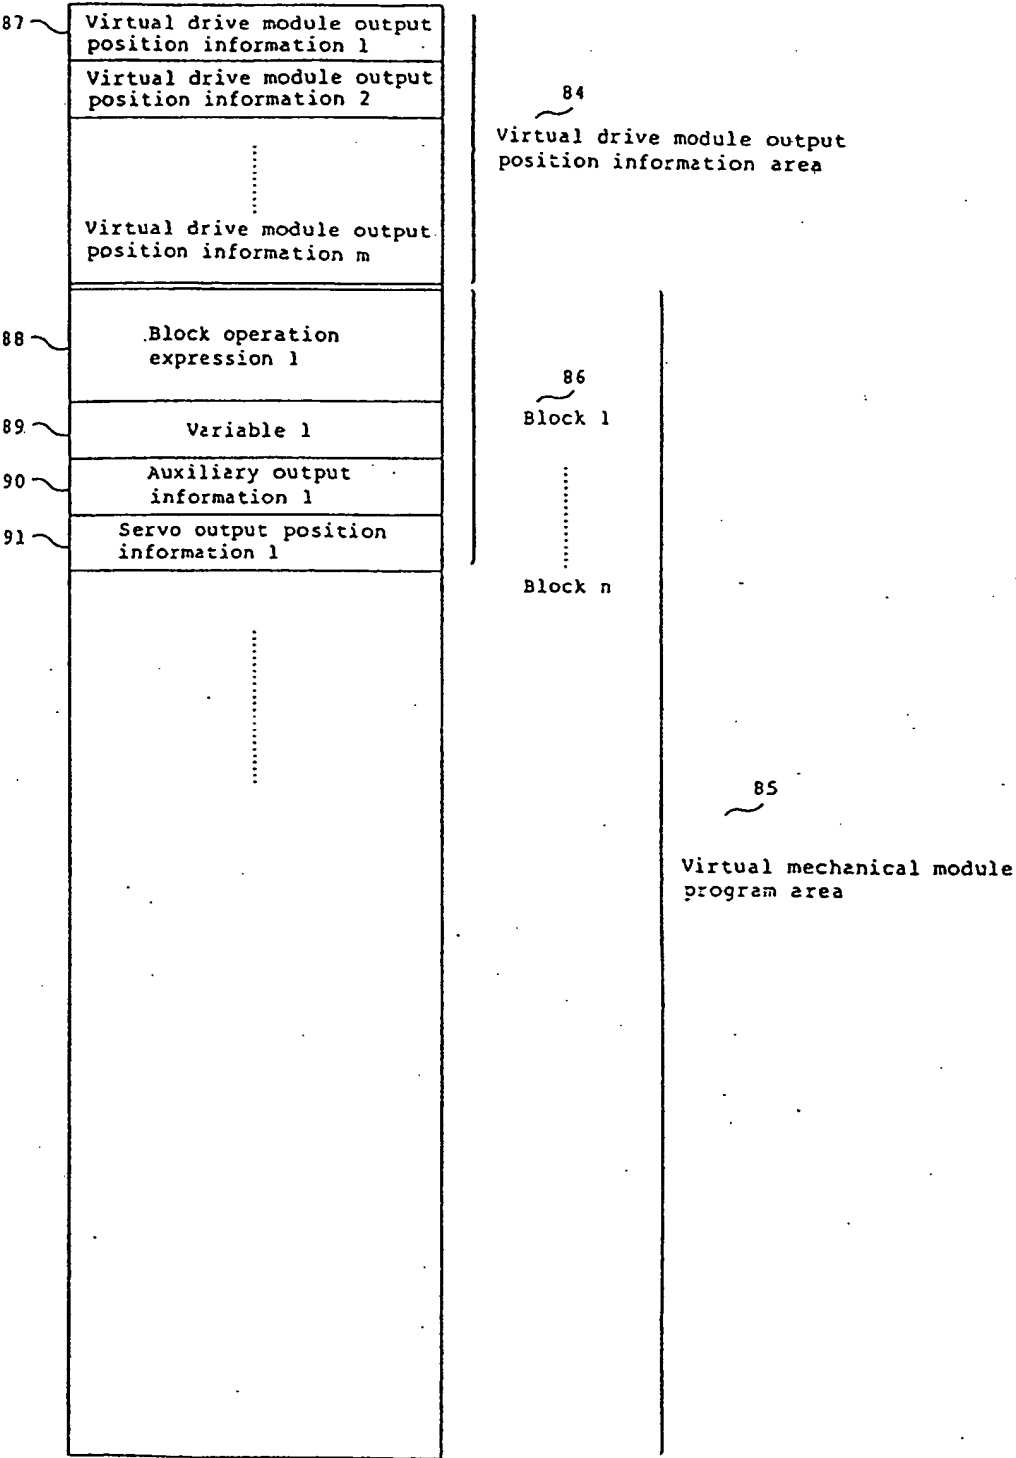 87
Virtual drive module output
position information 1
Virtual drive module output
position information 2
84
Virtual drive module output
position information area
Virtual drive module output
position information m
88
Block operation
expression 1
86
Block 1
89
Variable 1
90
Auxiliary output
information 1
91
Servo output position
information 1
Block n
85
Virtual mechanical module
program area